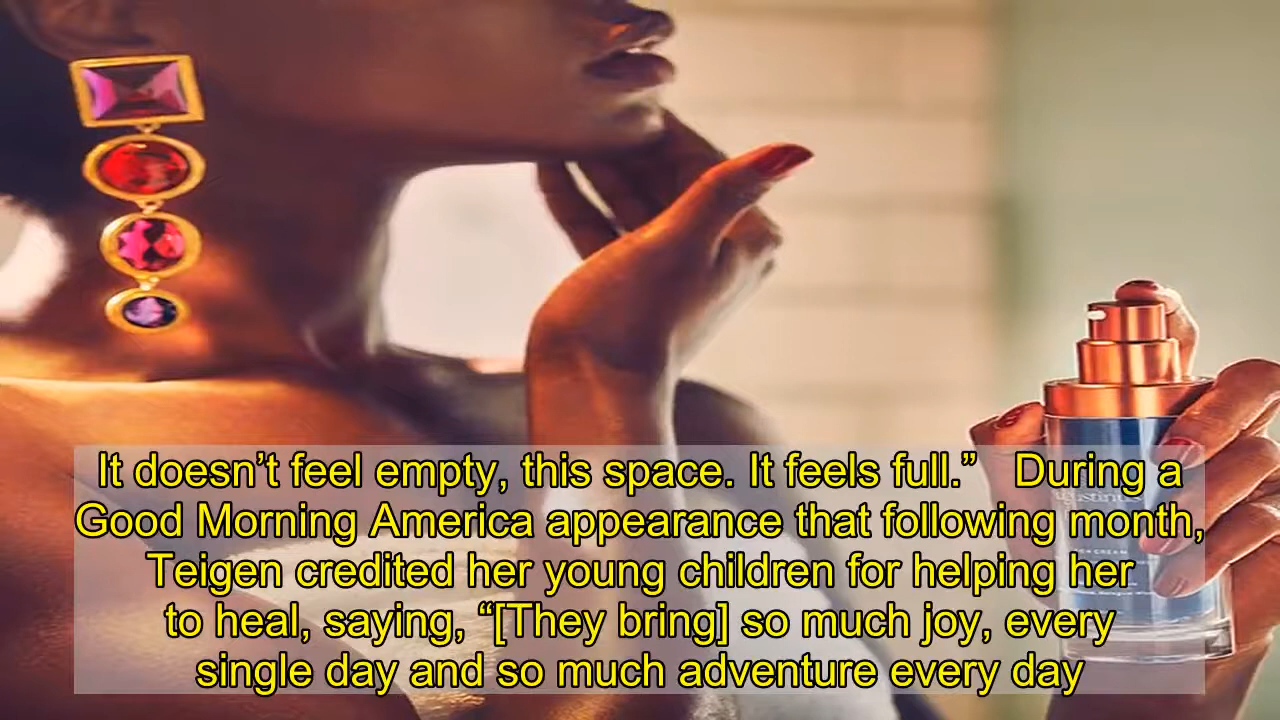 It doesn’t feel empty, this space. It feels full.”   During a
Good Morning America appearance that following month,
Teigen credited her young children for helping her
to heal, saying, “[They bring] so much joy, every
single day and so much adventure every day